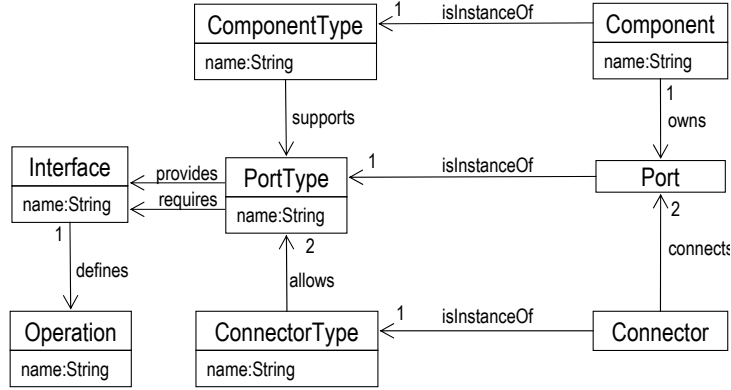 ComponentType
name:String
1
isInstanceOf
Component
name:String
supports
1
owns
Interface
name:String
provides
requires
PortType
name:String
1
isInstanceOf
Port
1
defines
2
allows
2
connects
Operation
name:String
ConnectorType
name:String
1
isInstanceOf
Connector